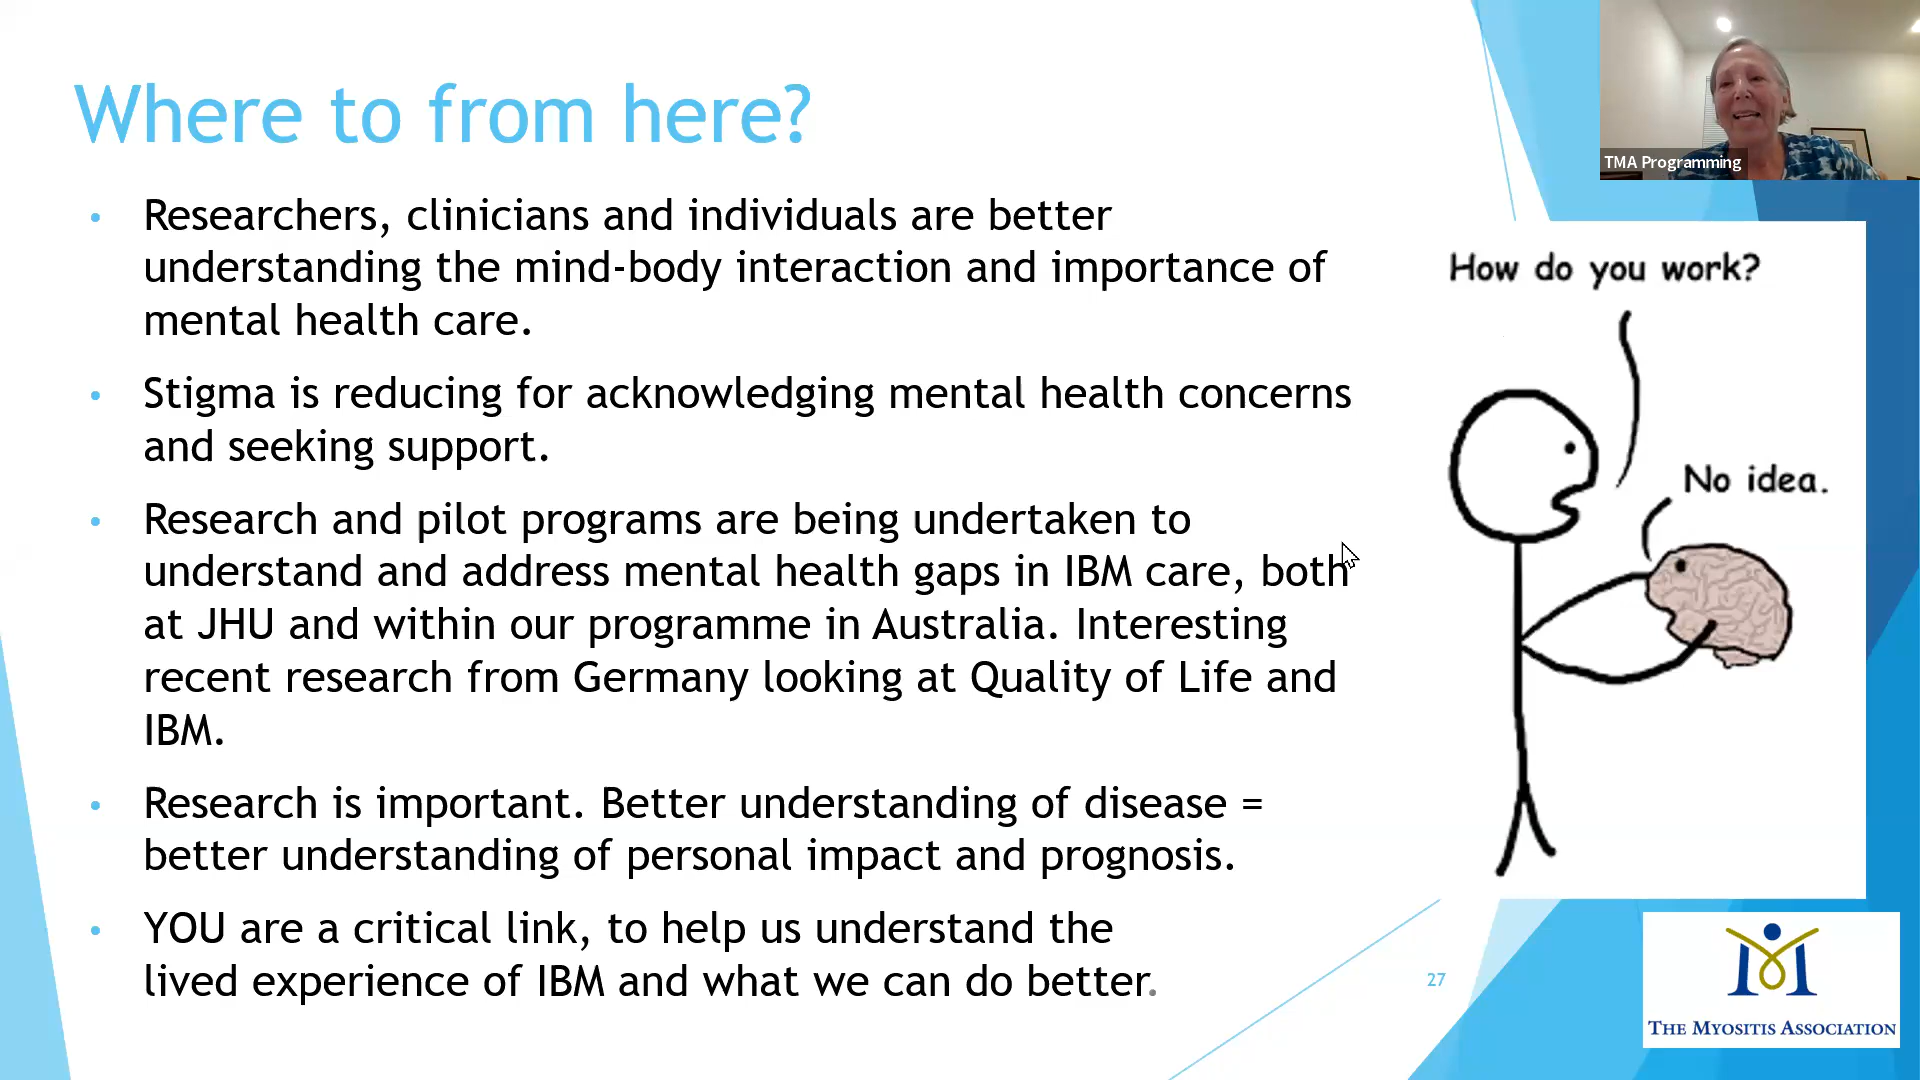 Where to from here?
TMA Programming
• Researchers, clinicians and individuals are better
understanding the mind-body interaction and importance of
mental health care.
• Stigma is reducing for acknowledging mental health concerns
and seeking support.
• Research and pilot programs are being undertaken to
understand and address mental health gaps in IBM care, both
at JHU and within our programme in Australia. Interesting
recent research from Germany looking at Quality of Life and
IBM.
• Research is important. Better understanding of disease =
better understanding of personal impact and prognosis.
• YOU are a critical link, to help us understand the
lived experience of IBM and what we can do better.
How do you work?
No idea.
27
THE MYOSITIS ASSOCIATION